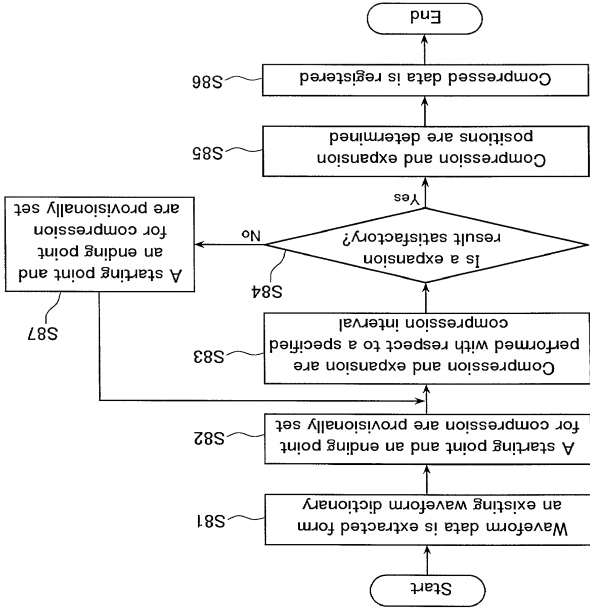 Start
Waveform data is extracted form
an existing waveform dictionary
S81
A starting point and an ending point
for compression are provisionally set
S82
Compression and expansion are
performed with respect to a specified
compression interval
S83
Is a expansion
result satisfactory?
S84
No
Yes
A starting point and
an ending point
for compression
are provisionally set
S87
Compression and expansion
positions are determined
S85
Compressed data is registered
S86
End